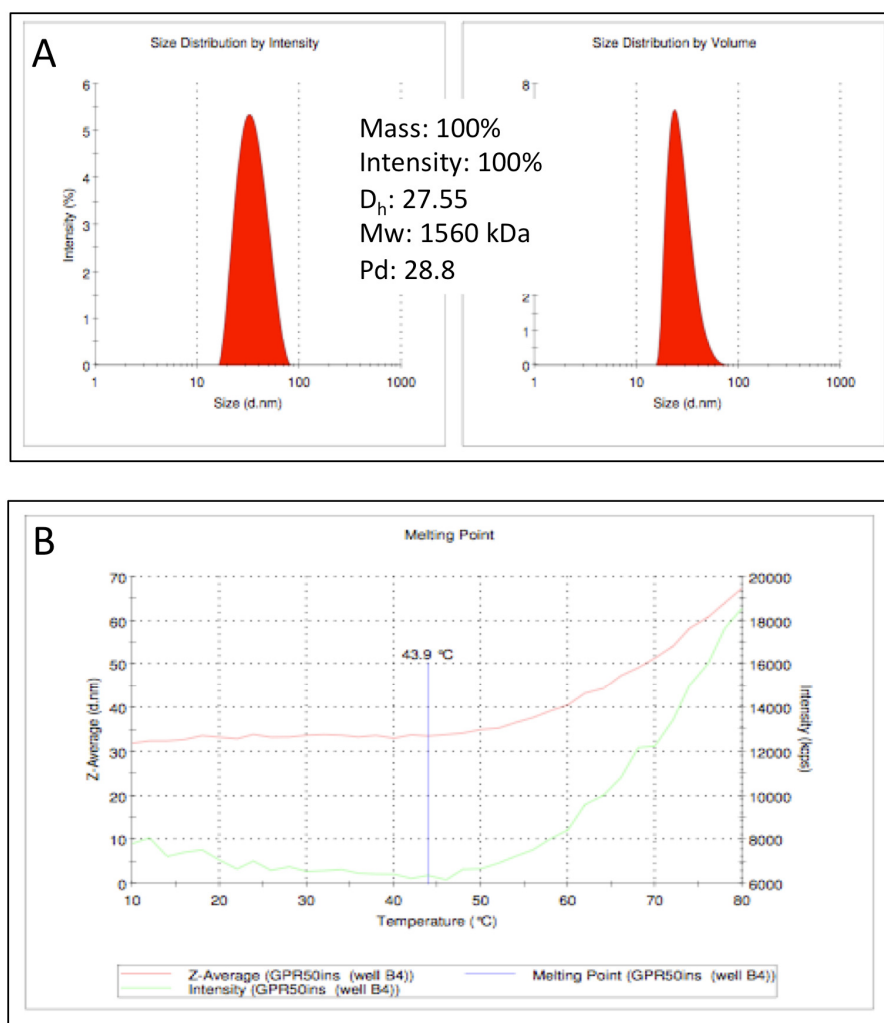 A
Size Distribution by Intensity
Size Distribution by Volume
6
5
4
3
2
1
0
Intensity (%)
1 10 100 1000
Size (d.nm)
Mass: 100%
Intensity: 100%
Dh: 27.55
Mw: 1560 kDa
Pd: 28.8
8
2
1
0
1 10 100 1000
Size (d.nm)
B
Melting Point
70
60
50
40
30
20
10
0
Z-Average (d.nm)
43.9 °C
20000
18000
16000
14000
12000
10000
8000
6000
Intensity (kcps)
10 20 30 40 50 60 70 80
Temperature (°C)
Z-Average (GPR50ins (well B4))
Melting Point (GPR50ins (well B4))
Intensity (GPR50ins (well B4))